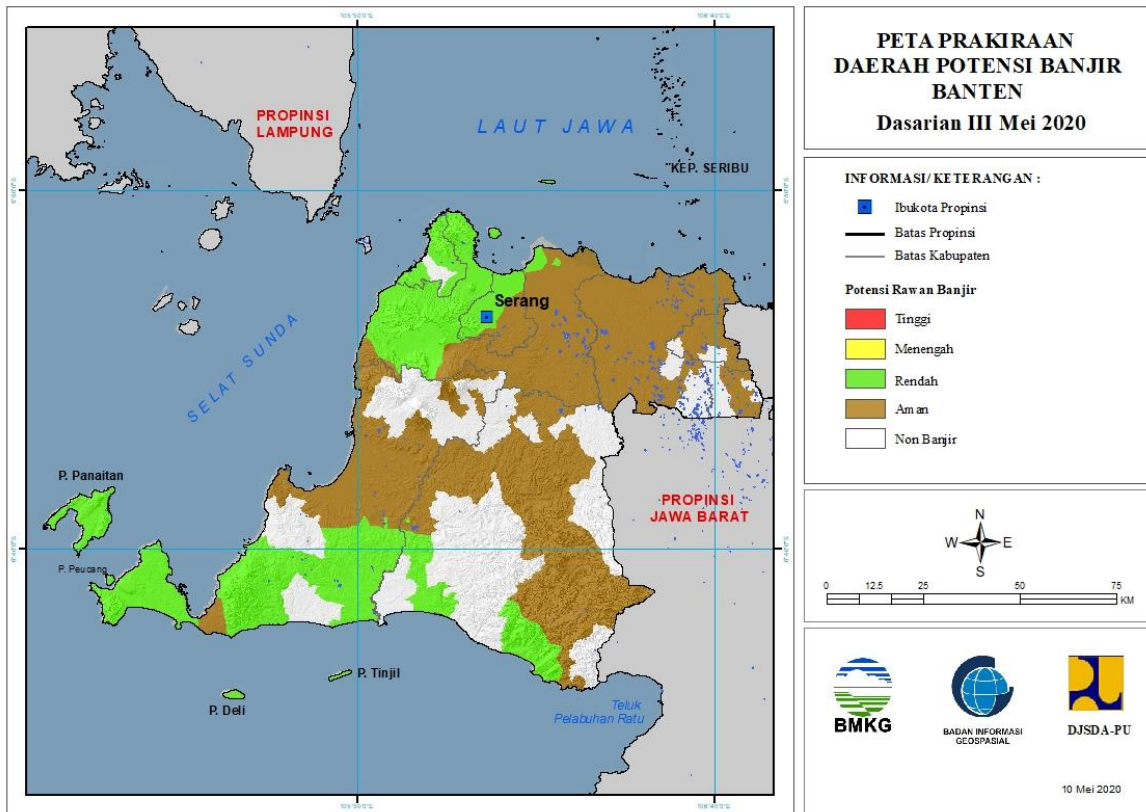 PETA PRAKIRAAN
DAERAH POTENSI BANJIR
BANTEN
Dasarian III Mei 2020
INFORMASI/ KETERANGAN :
Ibukota Propinsi
Batas Propinsi
Batas Kabupaten
Potensi Rawan Banjir
Tinggi
Menengah
Rendah
Aman
Non Banjir
N
W E
S
0 12.5 25 50 75
KM
BMKG
BADAN INFORMASI
GEOSPASIAL
DJSDA-PU
10 Mei 2020
PROPINSI
LAMPUNG
LAUT JAWA
KEP. SERIBU
Serang
SELAT SUNDA
P. Panaitan
P. Peucang
PROPINSI
JAWA BARAT
P. Tinjil
P. Deli
Teluk
Pelabuhan Ratu